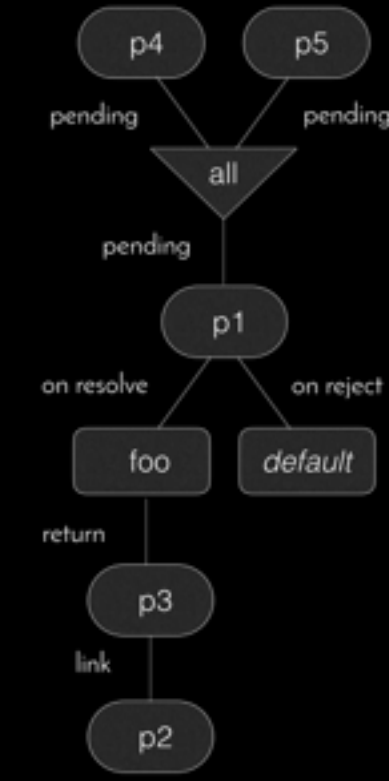 p4
p5
pending
pending
all
pending
p1
on resolve
on reject
foo
default
return
p3
link
p2